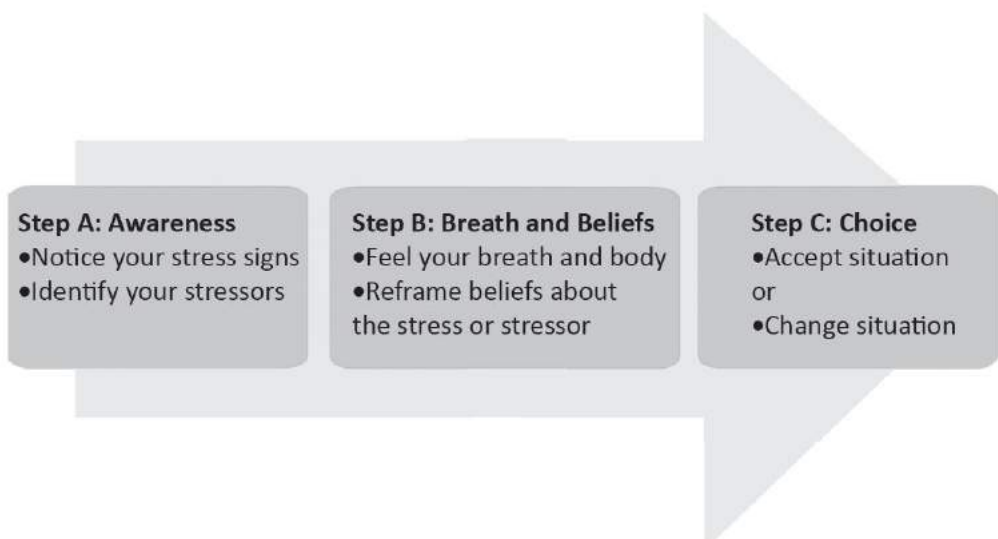 Step A: Awareness
•Notice your stress signs
•Identify your stressors
Step B: Breath and Beliefs
•Feel your breath and body
•Reframe beliefs about
the stress or stressor
Step C: Choice
•Accept situation
or
•Change situation